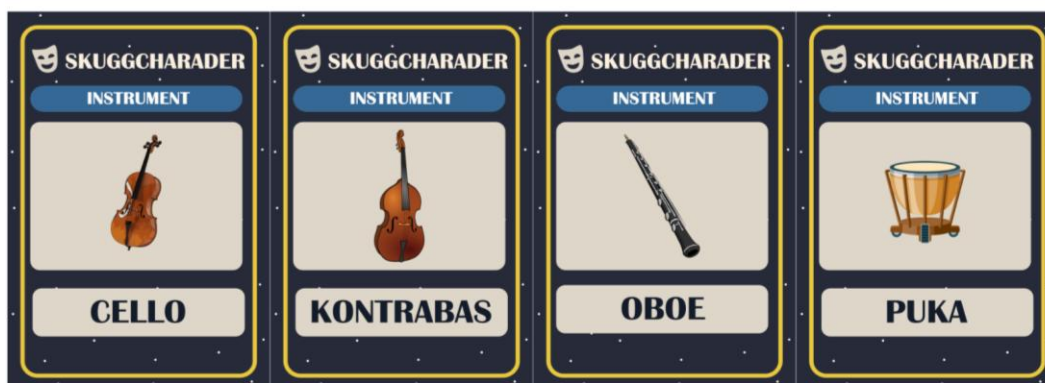 SKUGGCHARADER
INSTRUMENT
CELLO
SKUGGCHARADER
INSTRUMENT
KONTRABAS
SKUGGCHARADER
INSTRUMENT
OBOE
SKUGGCHARADER
INSTRUMENT
PUKA